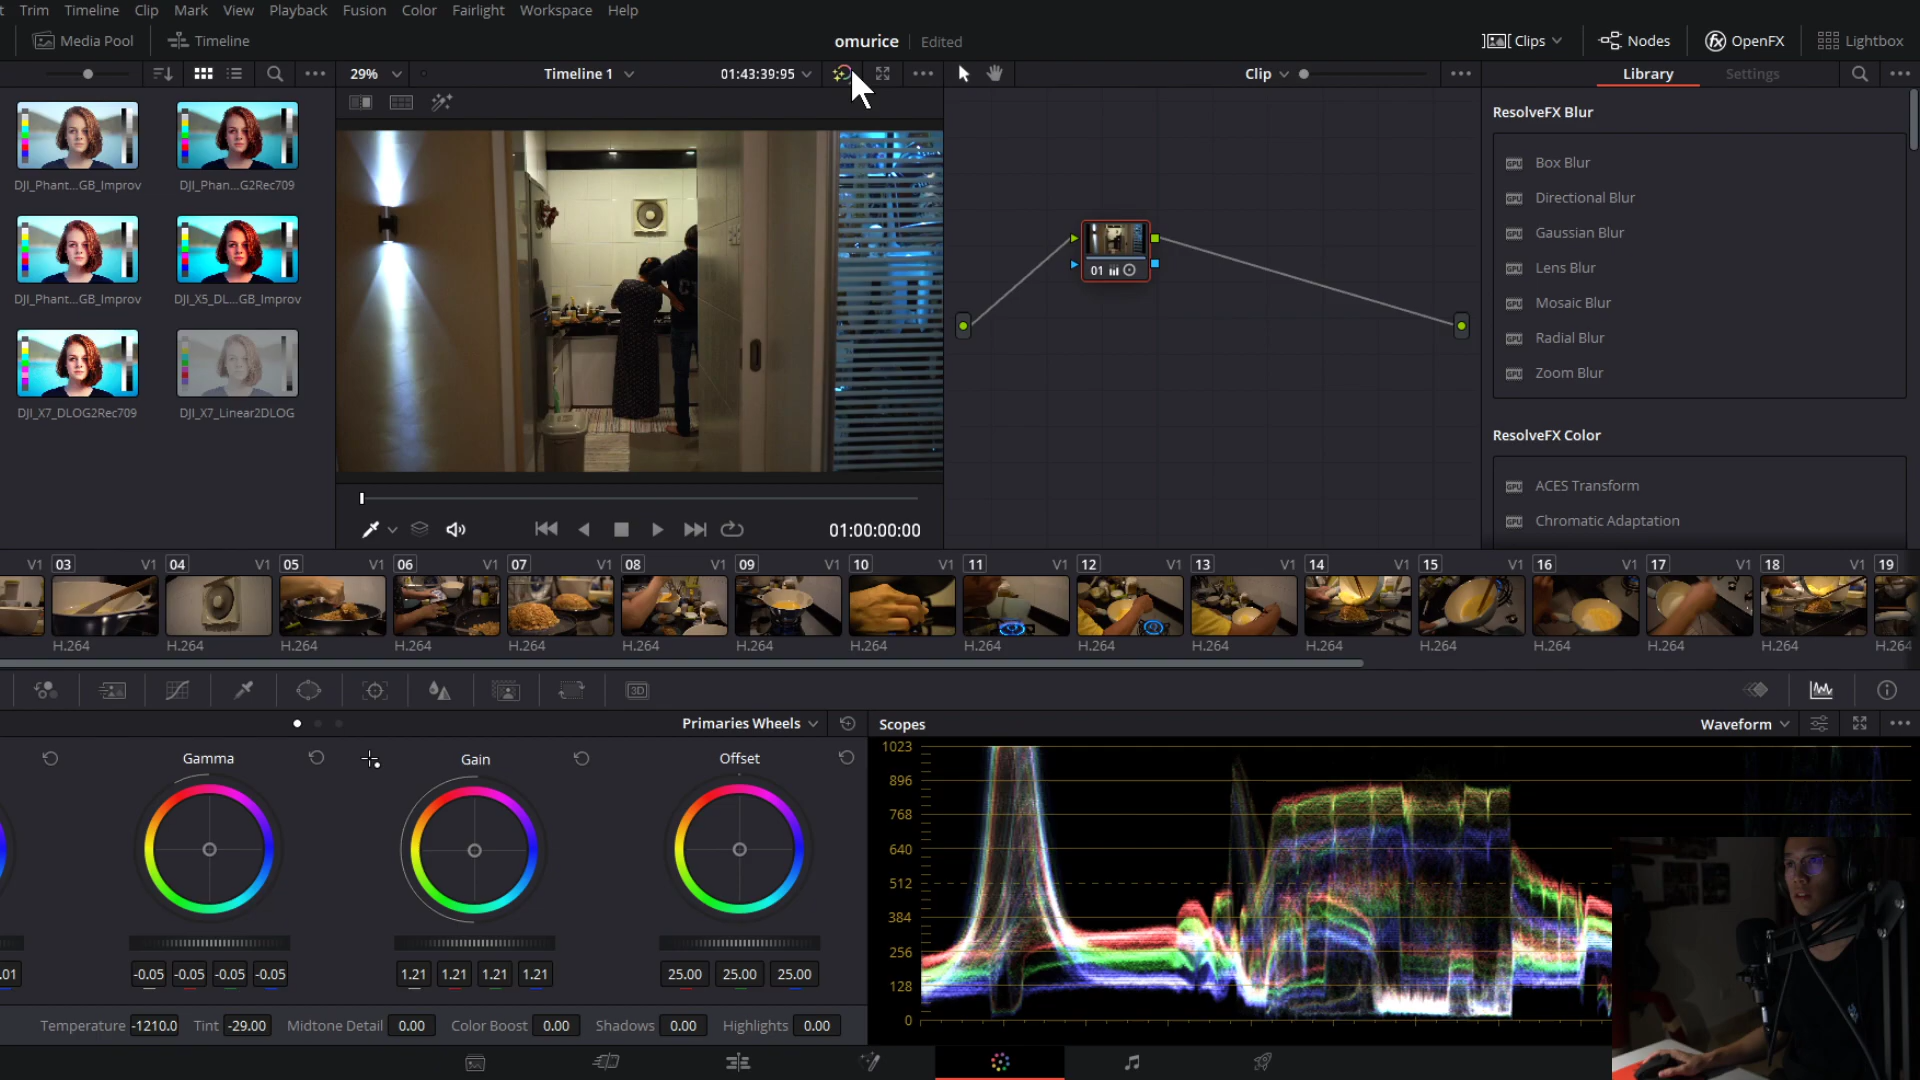 Trim Timeline Clip Mark View Playback Fusion Color Fairlight Workspace Help
Media Pool Timeline omurice Edited Clips Nodes OpenFX Lightbox
29% Timeline 1 01:43:39:95 Clip Library Settings
ResolveFX Blur
Box Blur
Directional Blur
Gaussian Blur
Lens Blur
Mosaic Blur
Radial Blur
Zoom Blur
ResolveFX Color
ACES Transform
Chromatic Adaptation
DJI_Phant...GB_Improv DJI_Phan...G2Rec709
DJI_Phant...GB_Improv DJI_X5_DL...GB_Improv
DJI_X7_DLOG2Rec709 DJI_X7_Linear2DLOG
01
01:00:00:00
V1 03 V1 04 V1 05 V1 06 V1 07 V1 08 V1 09 V1 10 V1 11 V1 12 V1 13 V1 14 V1 15 V1 16 V1 17 V1 18 V1 19
H.264 H.264 H.264 H.264 H.264 H.264 H.264 H.264 H.264 H.264 H.264 H.264 H.264 H.264 H.264 H.264 H.264
3D
Primaries Wheels Scopes Waveform
Gamma Gain Offset
1023
896
768
640
512
384
256
128
0
.01 -0.05 -0.05 -0.05 -0.05 1.21 1.21 1.21 1.21 25.00 25.00 25.00
Temperature -1210.0 Tint -29.00 Midtone Detail 0.00 Color Boost 0.00 Shadows 0.00 Highlights 0.00